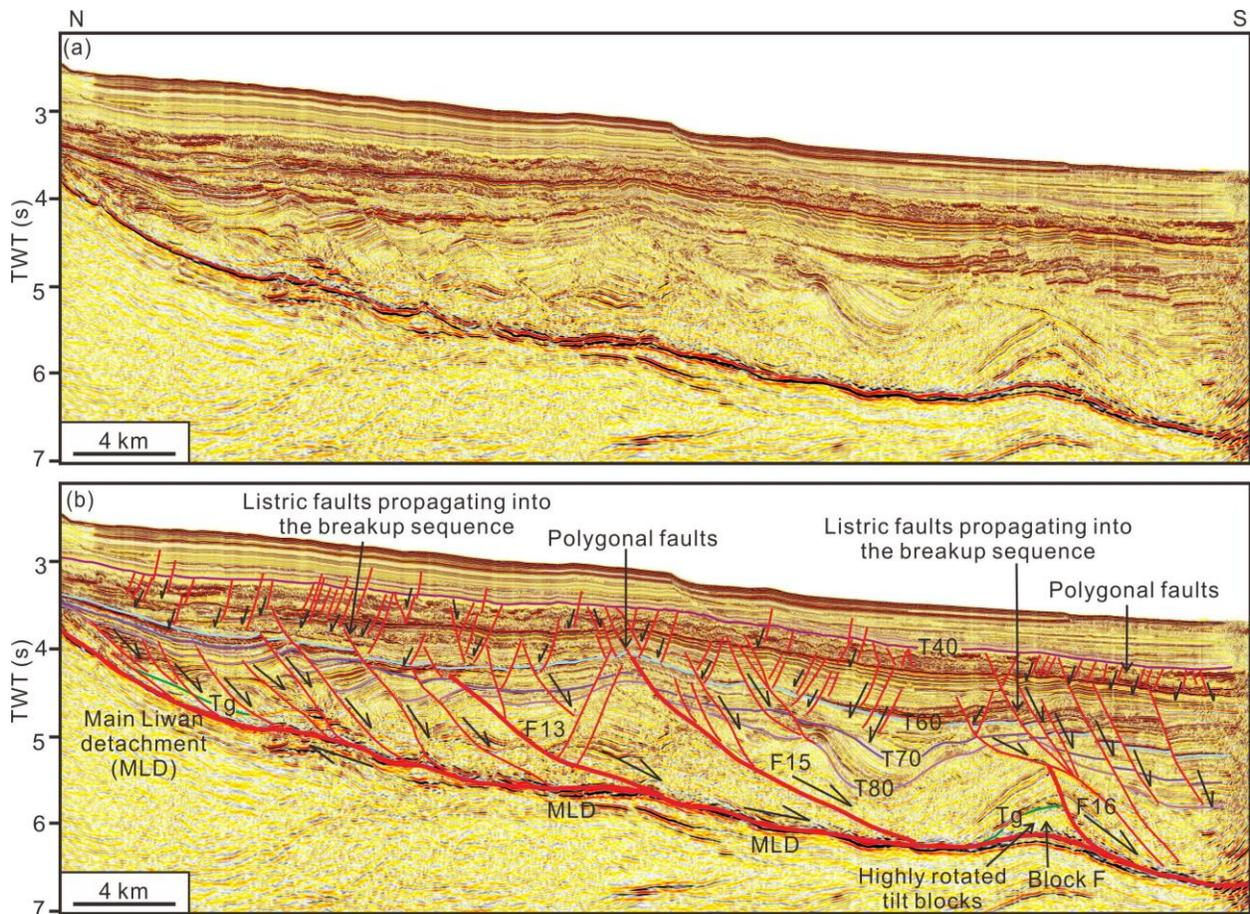 N S
(a)
3
4
5
6
7
TWT (s)
4 km
(b)
Listric faults propagating into
the breakup sequence
Polygonal faults
Listric faults propagating into
the breakup sequence
Polygonal faults
3
4
5
6
7
TWT (s)
T40
Tg
Main Liwan
detachment
(MLD)
F13
T60
T70
F15
T80
MLD
MLD
Tg
F16
Highly rotated
tilt blocks
Block F
4 km